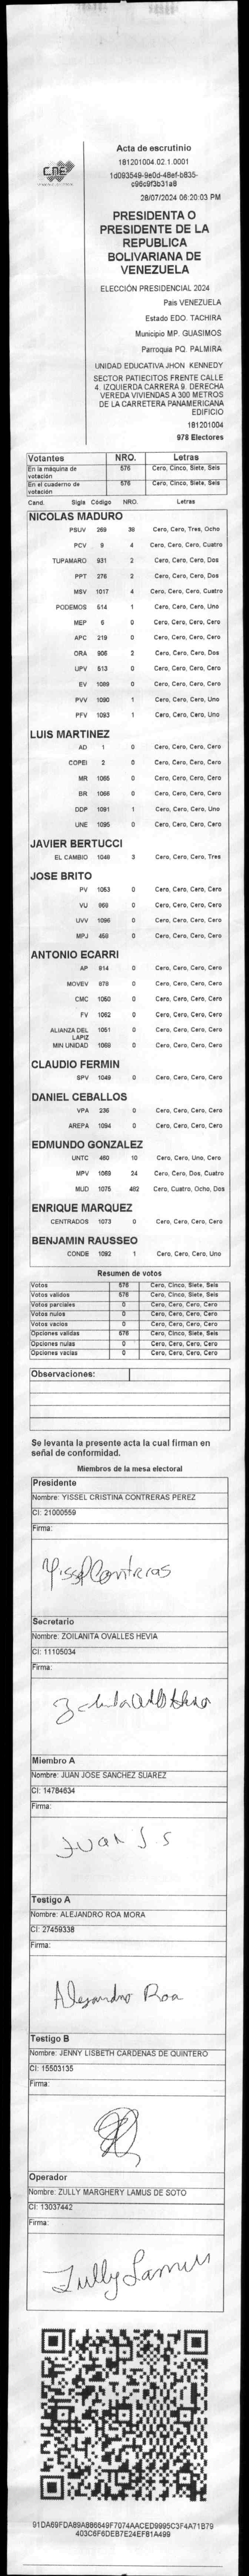 Acta de escrutinio
181201004.02.1.0001
1d093549-9e0d-48ef-b835-
c96c9f3b31a8
28/07/2024 06:20:03 PM
PRESIDENTA O
PRESIDENTE DE LA
REPUBLICA
BOLIVARIANA DE
VENEZUELA
CNE
ELECCIÓN PRESIDENCIAL 2024
Pais VENEZUELA
Estado EDO. TACHIRA
Municipio MP. GUASIMOS
Parroquia PQ. PALMIRA
UNIDAD EDUCATIVA JHON KENNEDY
SECTOR PATIECITOS FRENTE CALLE
4. IZQUIERDA CARRERA 9. DERECHA
VEREDA VIVIENDAS A 300 METROS
DE LA CARRETERA PANAMERICANA
EDIFICIO
181201004
978 Electores
Votantes NRO. Letras
En la máquina de votación 576 Cero, Cinco, Siete, Seis
En el cuaderno de votación 576 Cero, Cinco, Siete, Seis
Cand. Sigla Código NRO. Letras
NICOLAS MADURO
PSUV 269 38 Cero, Cero, Tres, Ocho
PCV 9 4 Cero, Cero, Cero, Cuatro
TUPAMARO 931 2 Cero, Cero, Cero, Dos
PPT 276 2 Cero, Cero, Cero, Dos
MSV 1017 4 Cero, Cero, Cero, Cuatro
PODEMOS 514 1 Cero, Cero, Cero, Uno
MEP 6 0 Cero, Cero, Cero, Cero
APC 219 0 Cero, Cero, Cero, Cero
ORA 906 2 Cero, Cero, Cero, Dos
UPV 513 0 Cero, Cero, Cero, Cero
EV 1089 0 Cero, Cero, Cero, Cero
PVV 1090 1 Cero, Cero, Cero, Uno
PFV 1093 1 Cero, Cero, Cero, Uno
LUIS MARTINEZ
AD 1 0 Cero, Cero, Cero, Cero
COPEI 2 0 Cero, Cero, Cero, Cero
MR 1065 0 Cero, Cero, Cero, Cero
BR 1066 0 Cero, Cero, Cero, Cero
DDP 1091 1 Cero, Cero, Cero, Uno
UNE 1095 0 Cero, Cero, Cero, Cero
JAVIER BERTUCCI
EL CAMBIO 1048 3 Cero, Cero, Cero, Tres
JOSE BRITO
PV 1053 0 Cero, Cero, Cero, Cero
VU 969 0 Cero, Cero, Cero, Cero
UVV 1096 0 Cero, Cero, Cero, Cero
MPJ 458 0 Cero, Cero, Cero, Cero
ANTONIO ECARRI
AP 914 0 Cero, Cero, Cero, Cero
MOVEV 978 0 Cero, Cero, Cero, Cero
CMC 1050 0 Cero, Cero, Cero, Cero
FV 1062 0 Cero, Cero, Cero, Cero
ALIANZA DEL LAPIZ 1051 0 Cero, Cero, Cero, Cero
MIN UNIDAD 1069 0 Cero, Cero, Cero, Cero
CLAUDIO FERMIN
SPV 1049 0 Cero, Cero, Cero, Cero
DANIEL CEBALLOS
VPA 236 0 Cero, Cero, Cero, Cero
AREPA 1094 0 Cero, Cero, Cero, Cero
EDMUNDO GONZALEZ
UNTC 460 10 Cero, Cero, Uno, Cero
MPV 1069 24 Cero, Cero, Dos, Cuatro
MUD 1075 482 Cero, Cuatro, Ocho, Dos
ENRIQUE MARQUEZ
CENTRADOS 1073 0 Cero, Cero, Cero, Cero
BENJAMIN RAUSSEO
CONDE 1092 1 Cero, Cero, Cero, Uno
Resumen de votos
Votos 576 Cero, Cinco, Siete, Seis
Votos validos 576 Cero, Cinco, Siete, Seis
Votos parciales 0 Cero, Cero, Cero, Cero
Votos nulos 0 Cero, Cero, Cero, Cero
Votos vacios 0 Cero, Cero, Cero, Cero
Opciones validas 576 Cero, Cinco, Siete, Seis
Opciones nulas 0 Cero, Cero, Cero, Cero
Opciones vacias 0 Cero, Cero, Cero, Cero
Observaciones:
Se levanta la presente acta la cual firman en
señal de conformidad.
Miembros de la mesa electoral
Presidente
Nombre: YISSEL CRISTINA CONTRERAS PEREZ
CI: 21000559
Firma:
Yissel Contreras
Secretario
Nombre: ZOILANITA OVALLES HEVIA
CI: 11105034
Firma:
Miembro A
Nombre: JUAN JOSE SANCHEZ SUAREZ
CI: 14784634
Firma:
Juan J. S
Testigo A
Nombre: ALEJANDRO ROA MORA
CI: 27459338
Firma:
Alejandro Roa
Testigo B
Nombre: JENNY LISBETH CARDENAS DE QUINTERO
CI: 15503135
Firma:
Operador
Nombre: ZULLY MARGHERY LAMUS DE SOTO
CI: 13037442
Firma:
Zully Lamus
91DA69FDA89A886649F7074AACED9995C3F4A71B79
403C6F6DEB7E24EF81A499